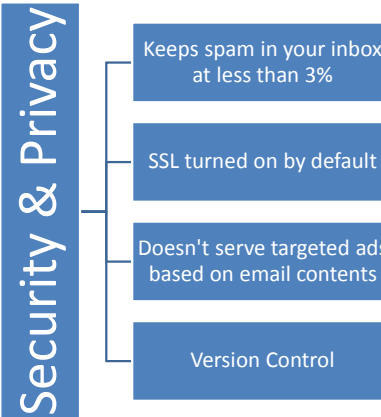 Security & Privacy
Keeps spam in your inbox
at less than 3%
SSL turned on by default
Doesn't serve targeted ads
based on email contents
Version Control